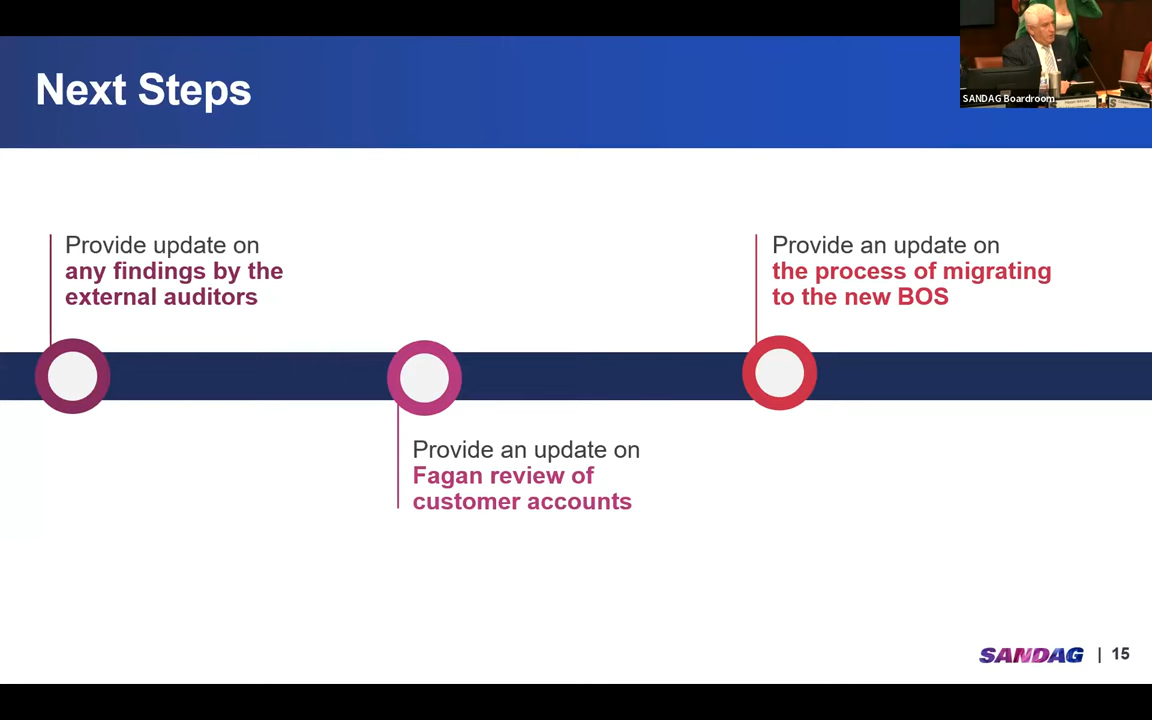 Next Steps
SANDAG Boardroom
Provide update on
any findings by the
external auditors
Provide an update on
the process of migrating
to the new BOS
Provide an update on
Fagan review of
customer accounts
SANDAG | 15